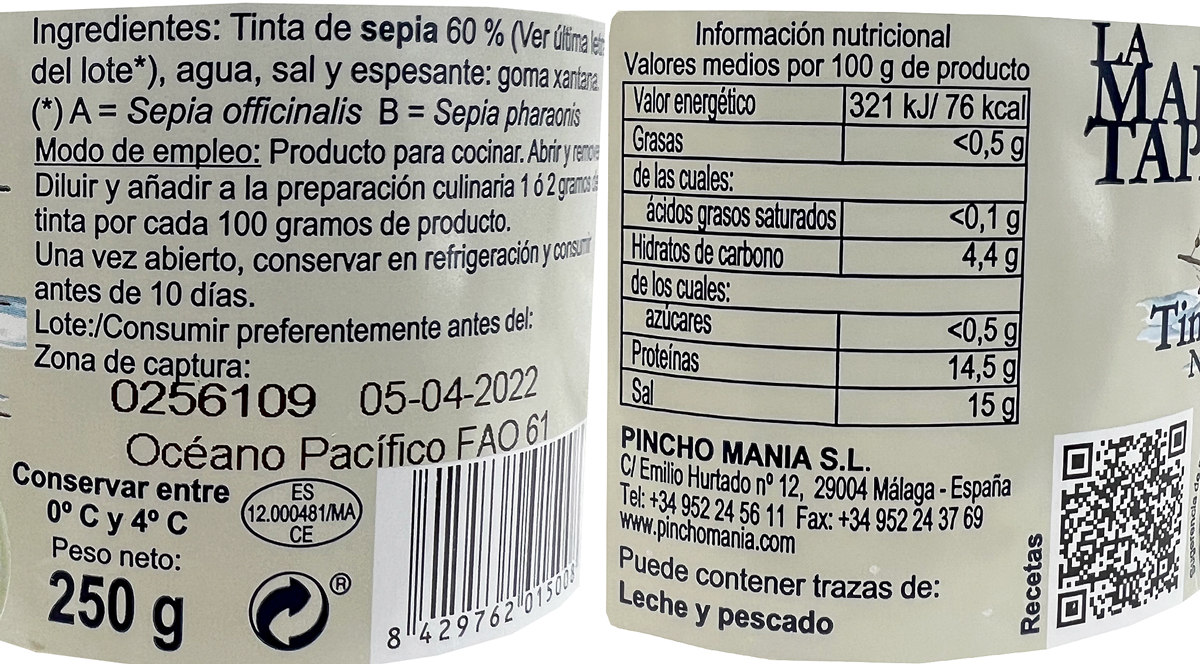 Ingredientes: Tinta de sepia 60 % (Ver última
del lote*), agua, sal y espesante: goma xantana.
(*) A = Sepia officinalis B = Sepia pharaonis
Modo de empleo: Producto para cocinar. Abrir y
Diluir y añadir a la preparación culinaria 1 ó 2 gramos
tinta por cada 100 gramos de producto.
Una vez abierto, conservar en refrigeración y consumir
antes de 10 días.
Lote:/Consumir preferentemente antes del:
Zona de captura:
0256109 05-04-2022
Océano Pacífico FAO 61
Conservar entre
0º C y 4º C
Peso neto:
250 g
ES
12.000481/MA
CE
®
8 429762 015008
Información nutricional
Valores medios por 100 g de producto
Valor energético 321 kJ/ 76 kcal
Grasas <0,5 g
de las cuales:
ácidos grasos saturados <0,1 g
Hidratos de carbono 4,4 g
de los cuales:
azúcares <0,5 g
Proteínas 14,5 g
Sal 15 g
PINCHO MANIA S.L.
C/ Emilio Hurtado nº 12, 29004 Málaga - España
Tel: +34 952 24 56 11 Fax: +34 952 24 37 69
www.pinchomania.com
Puede contener trazas de:
Leche y pescado
Recetas
LA